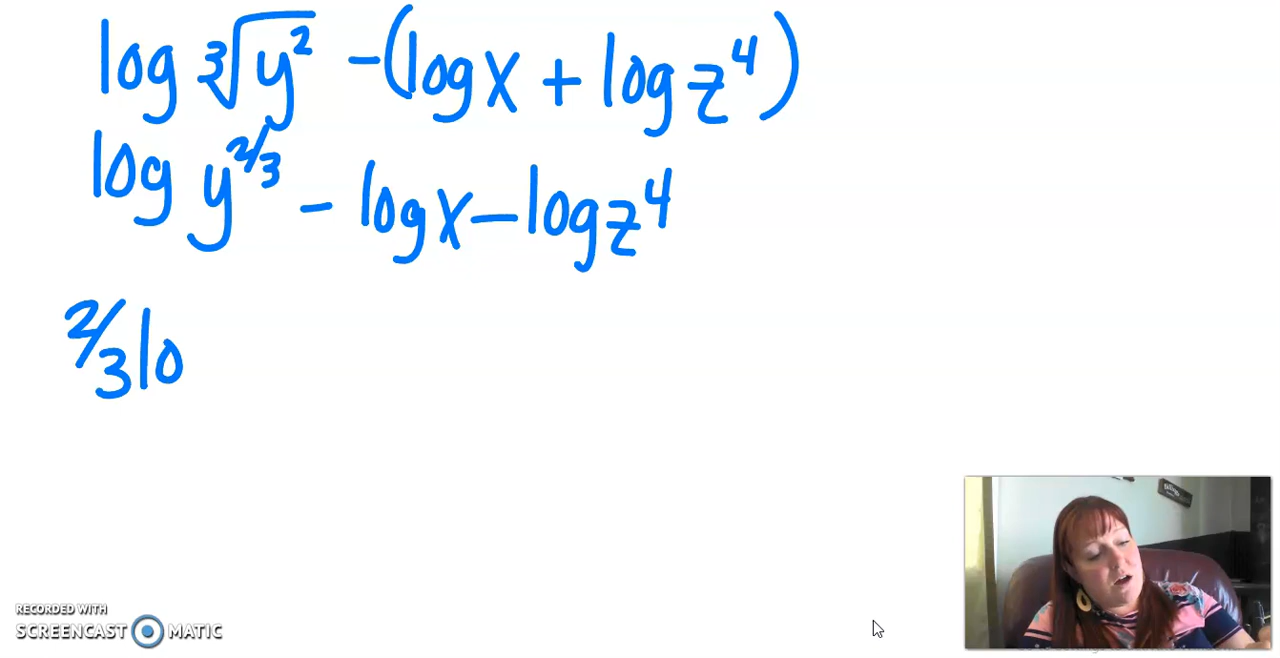 log ∛y² - (log x + log z⁴)
log y^(2/3) - log x - log z⁴
2/3 lo
RECORDED WITH
SCREENCAST MATIC